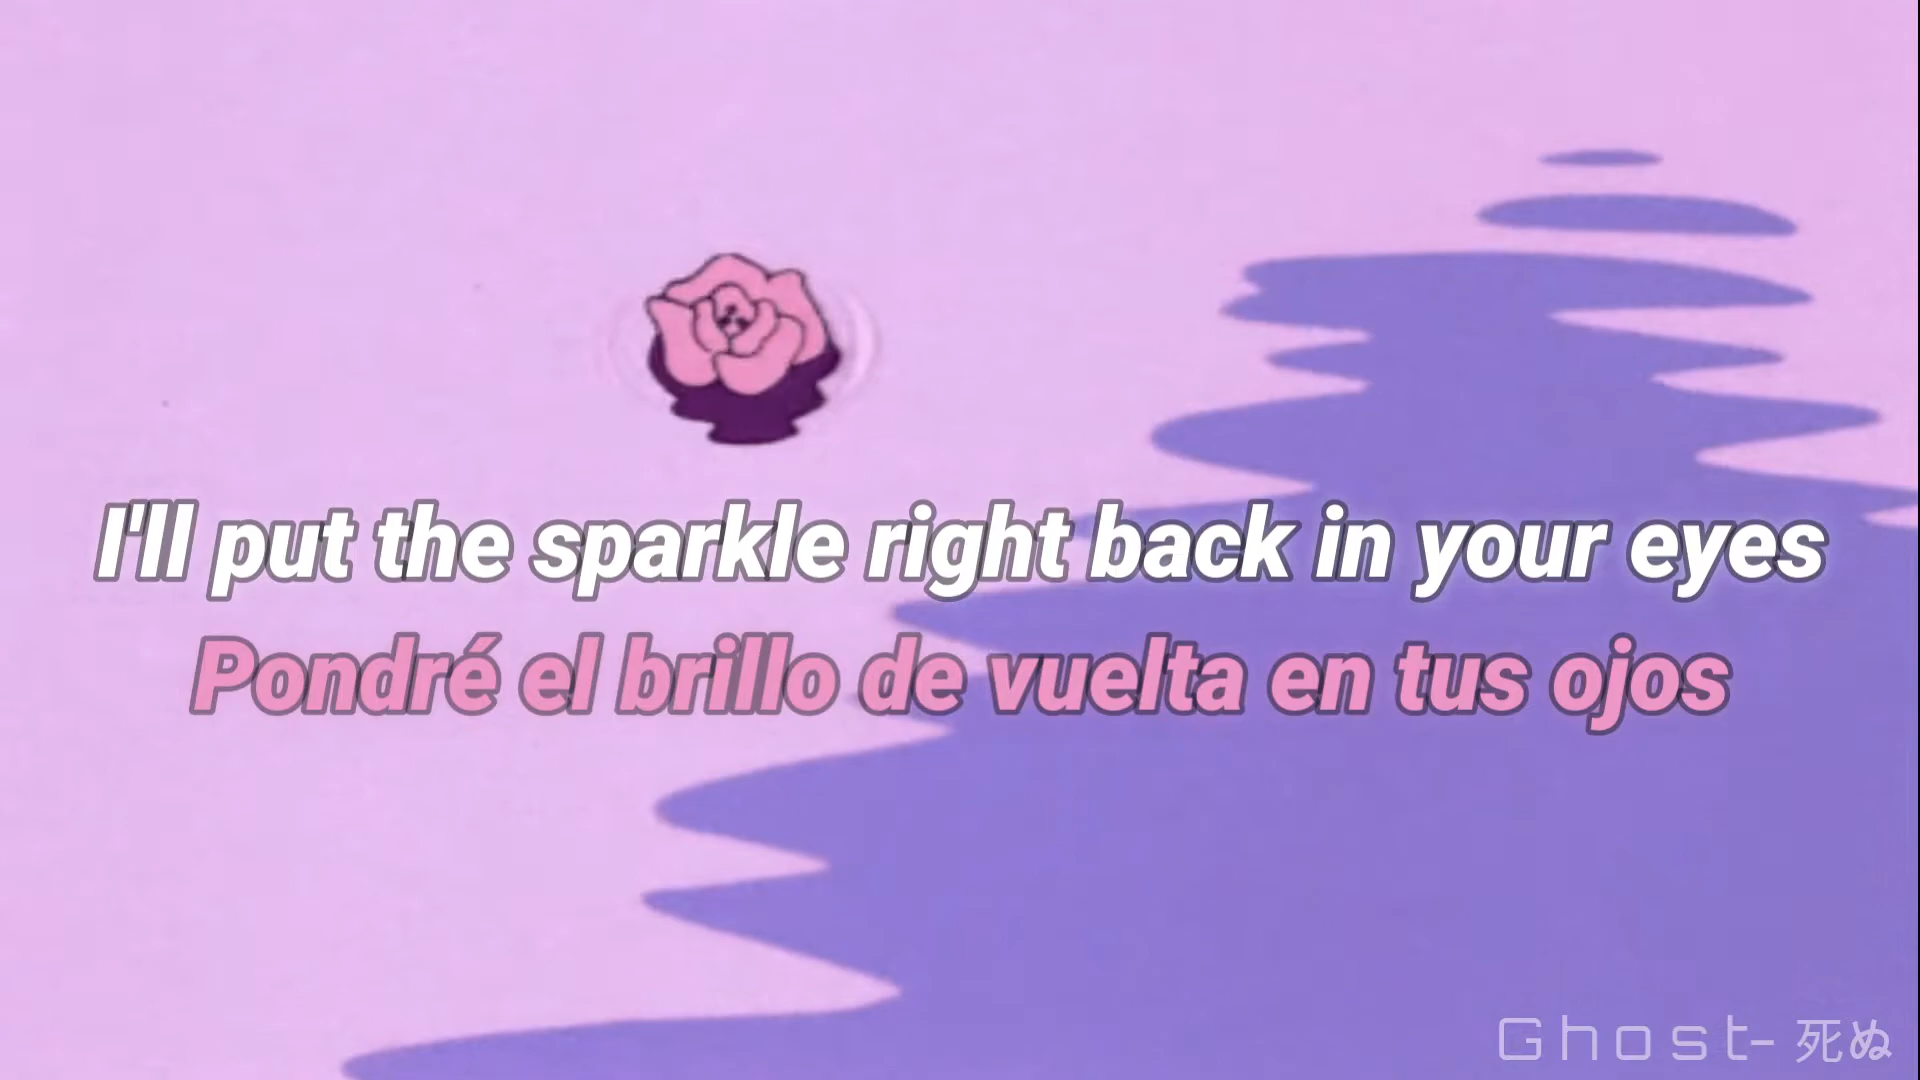 I'll put the sparkle right back in your eyes
Pondré el brillo de vuelta en tus ojos
Ghost-死ぬ